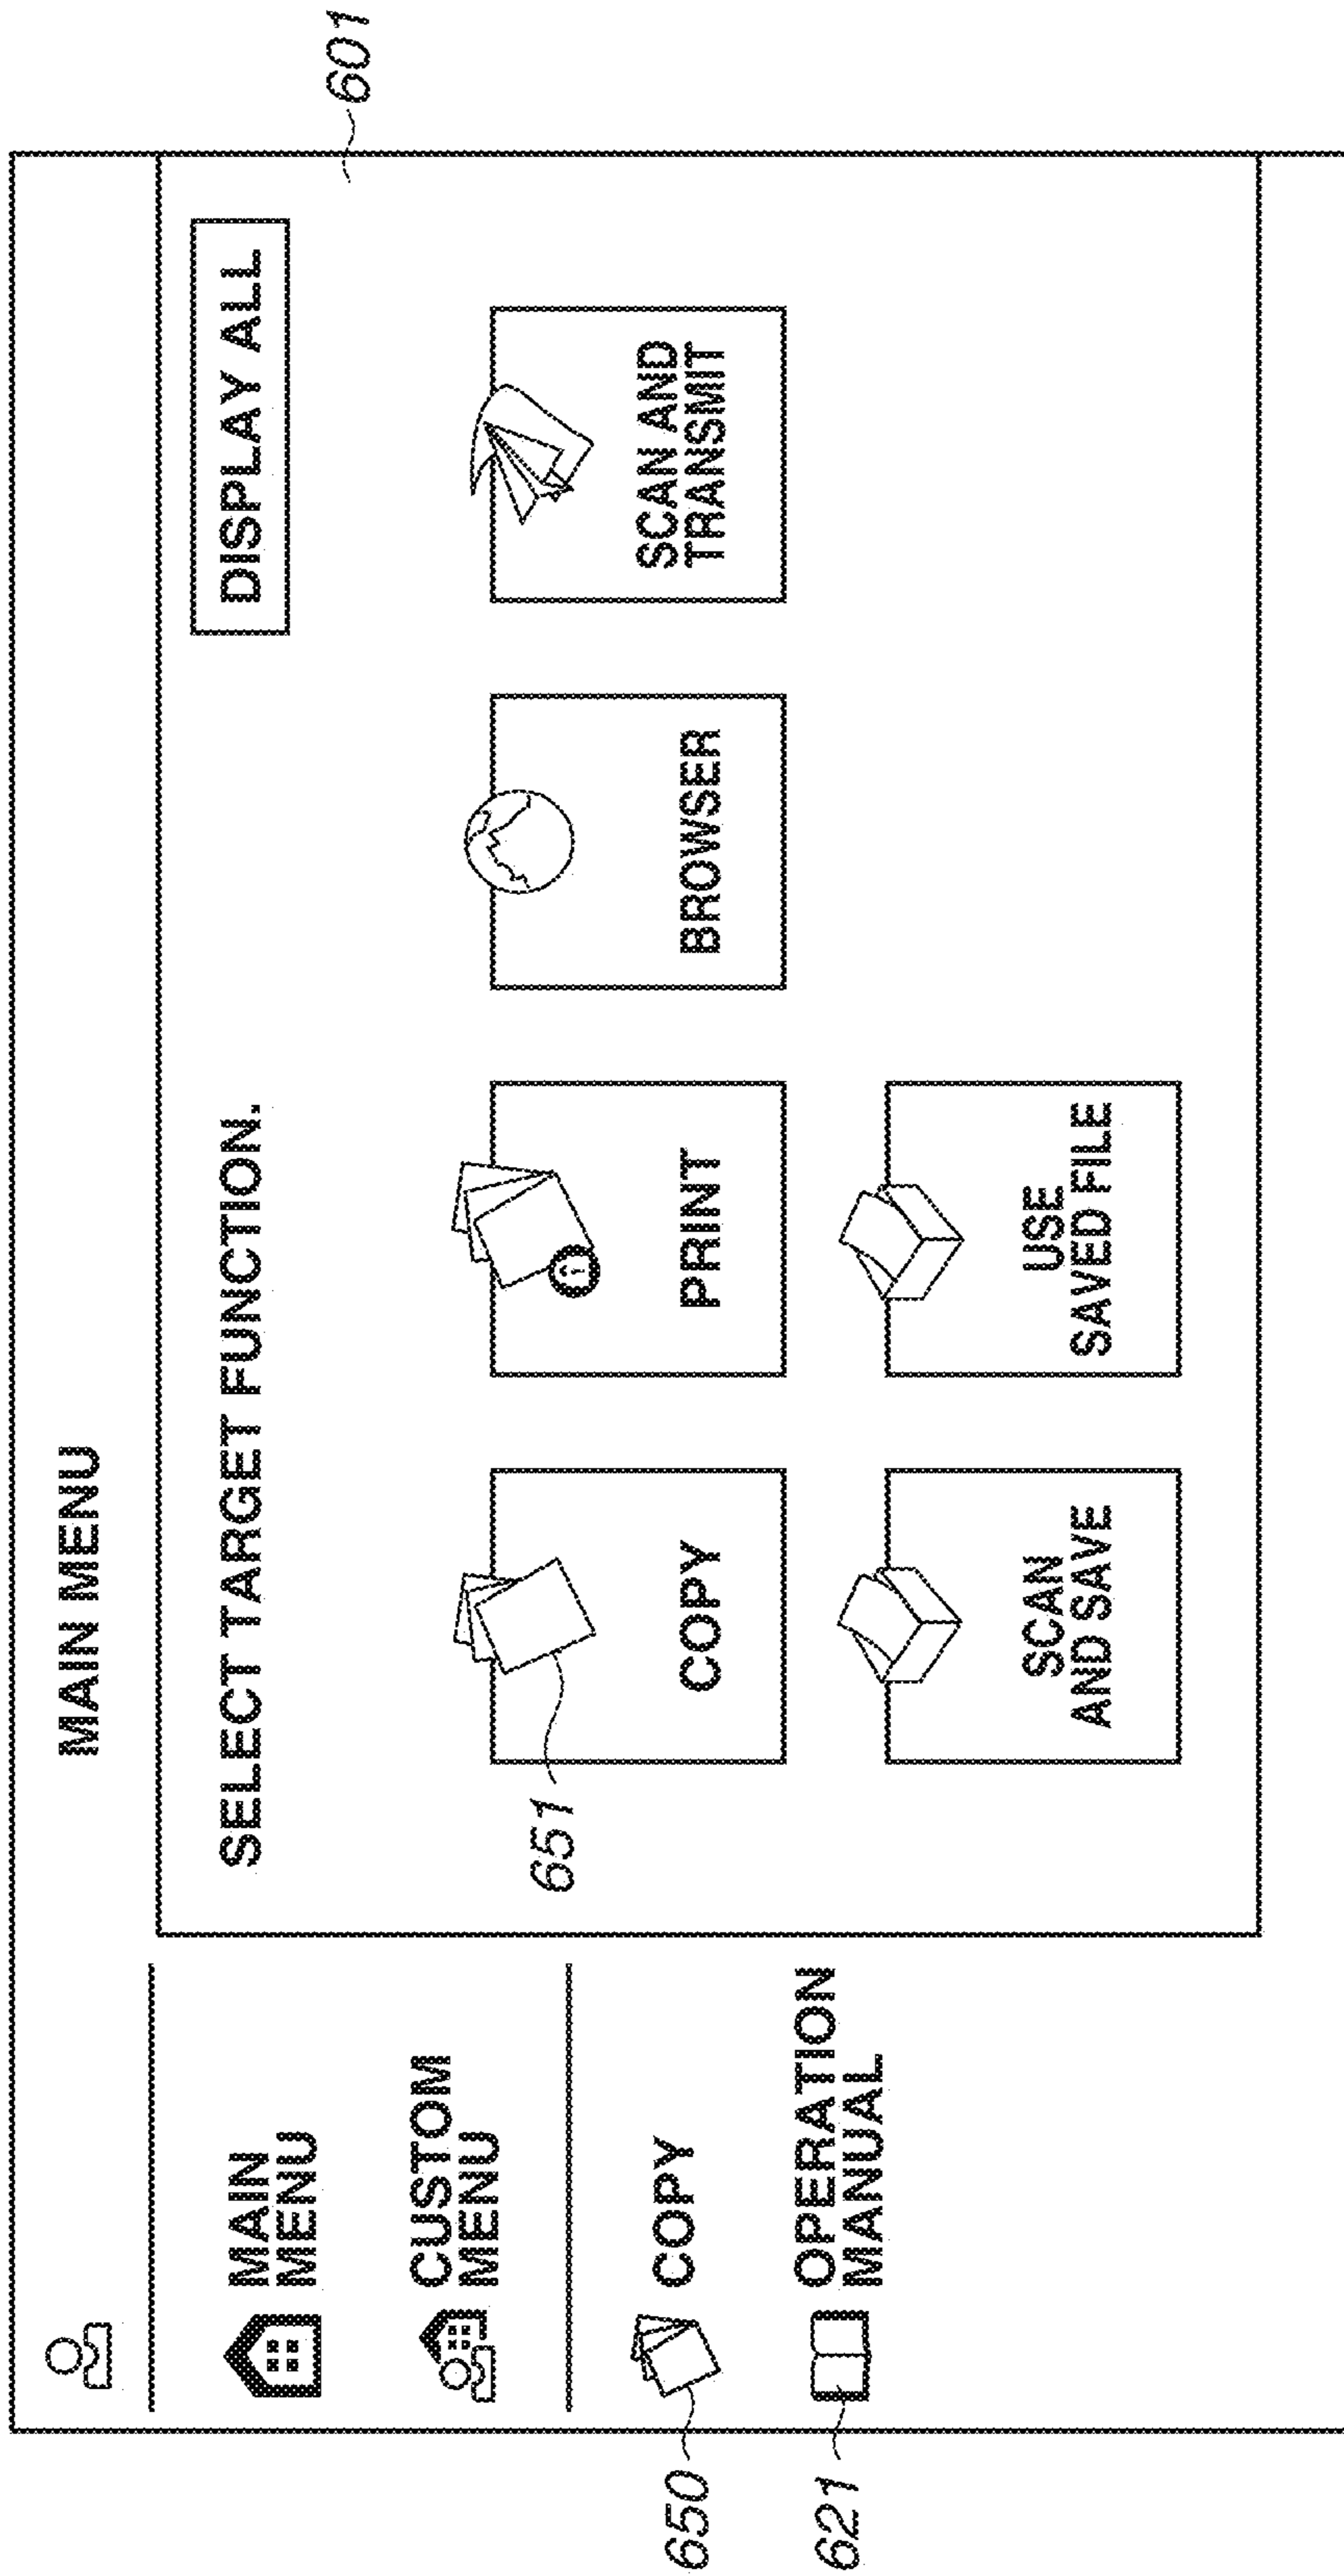 MAIN MENU
601
MAIN
MENU
CUSTOM
MENU
650
COPY
621
OPERATION
MANUAL
SELECT TARGET FUNCTION.
DISPLAY ALL
651
COPY
PRINT
BROWSER
SCAN AND
TRANSMIT
SCAN
AND SAVE
USE
SAVED FILE